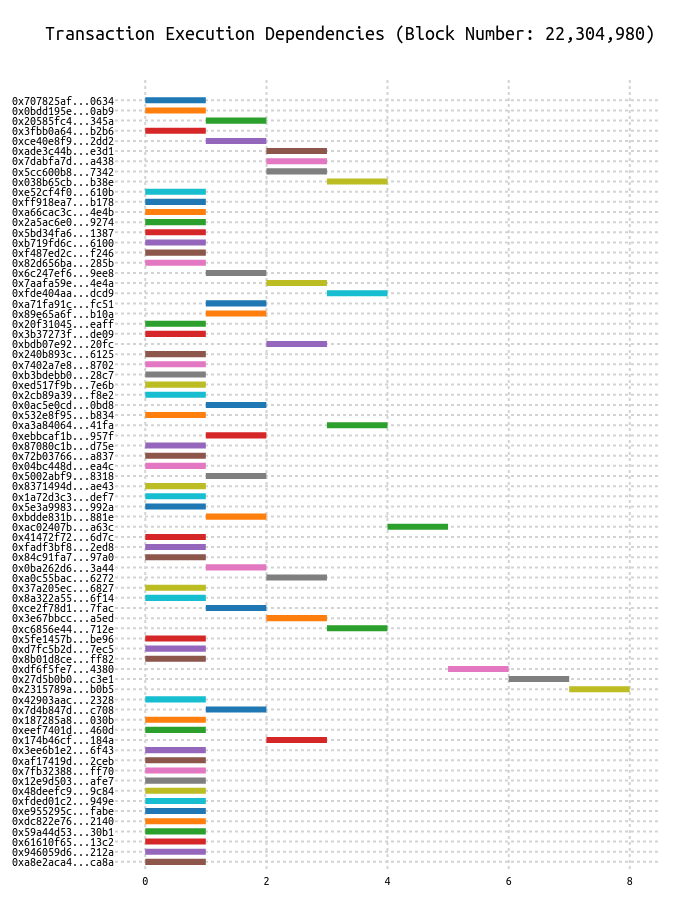 Transaction Execution Dependencies (Block Number: 22,304,980)
0x707825af...0634
0x0bdd195e...0ab9
0x20585fc4...345a
0x3fbb0a64...b2b6
0xce40e8f9...2dd2
0xade3c44b...e3d1
0x7dabfa7d...a438
0x5cc600b8...7342
0x038b65cb...b38e
0xe52cf4f0...610b
0xff918ea7...b178
0xa66cac3c...4e4b
0x2a5ac6e0...9274
0x5bd34fa6...1387
0xb719fd6c...6100
0xf487ed2c...f246
0x82d656ba...285b
0x6c247ef6...9ee8
0x7aafa59e...4e4a
0xfde404aa...dcd9
0xa71fa91c...fc51
0x89e65a6f...b10a
0x20f31045...eaff
0x3b37273f...de09
0xbdb07e92...20fc
0x240b893c...6125
0x7402a7e8...8702
0xb3bdebb0...28c7
0xed517f9b...7e6b
0x2cb89a39...f8e2
0x0ac5e0cd...0bd8
0x532e8f95...b834
0xa3a84064...41fa
0xebbcaf1b...957f
0x87080c1b...d75e
0x72b03766...a837
0x04bc448d...ea4c
0x5002abf9...8318
0x8371494d...ae43
0x1a72d3c3...def7
0x5e3a9983...992a
0xbdde831b...881e
0xac02407b...a63c
0x41472f72...6d7c
0xfadf3bf8...2ed8
0x84c91fa7...97a0
0x0ba262d6...3a44
0xa0c55bac...6272
0x37a205ec...6827
0x8a322a55...6f14
0xce2f78d1...7fac
0x3e67bbcc...a5ed
0xc6856e44...712e
0x5fe1457b...be96
0xd7fc5b2d...7ec5
0x8b01d8ce...ff82
0xdf6f5fe7...4380
0x27d5b0b0...c3e1
0x2315789a...b0b5
0x42903aac...2328
0x7d4b847d...c708
0x187285a8...030b
0xeef7401d...460d
0x174b46cf...184a
0x3ee6b1e2...6f43
0xaf17419d...2ceb
0x7fb32388...ff70
0x12e9d503...afe7
0x48deefc9...9c84
0xfded01c2...949e
0xe955295c...fabe
0xdc822e76...2140
0x59a44d53...30b1
0x61610f65...13c2
0x946059d6...212a
0xa8e2aca4...ca8a
0 2 4 6 8